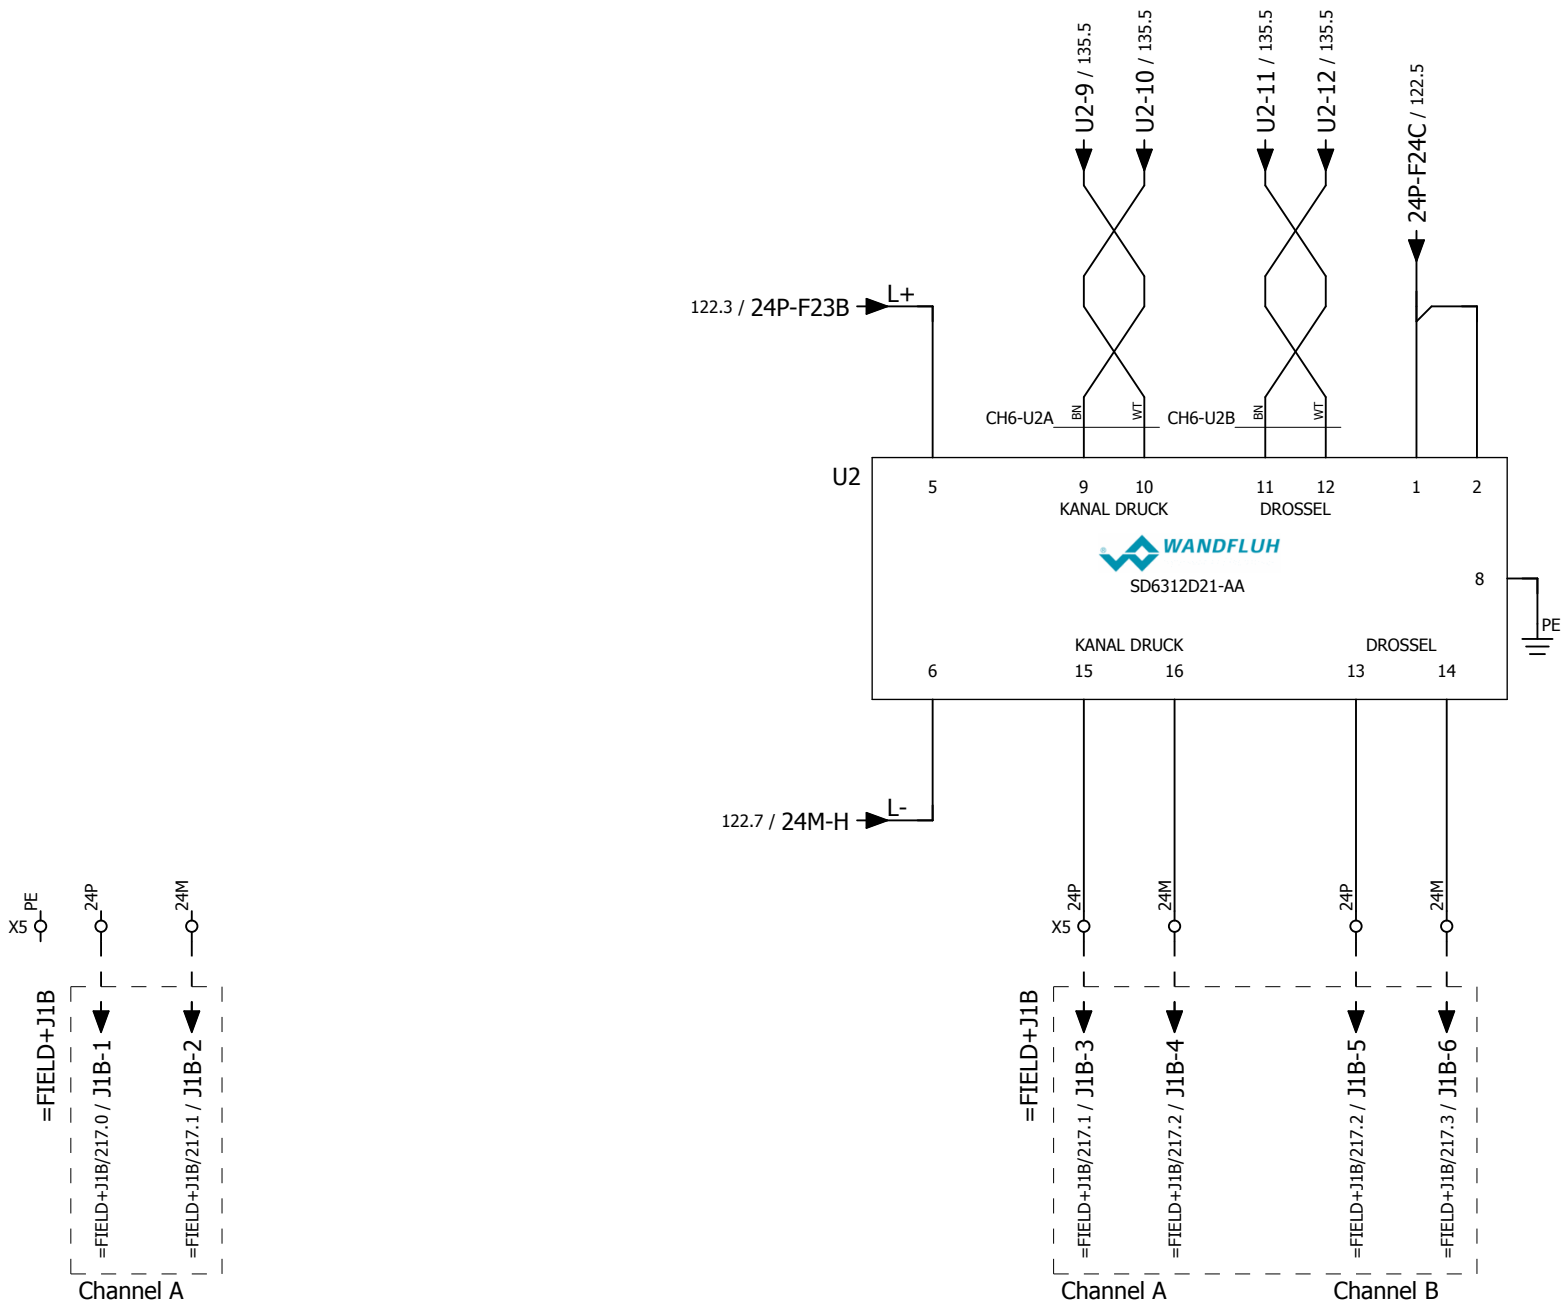 U2-9 / 135.5
U2-10 / 135.5
U2-11 / 135.5
U2-12 / 135.5
24P-F24C / 122.5
122.3 / 24P-F23B
L+
CH6-U2A
BN
WT
CH6-U2B
BN
WT
U2
5
9
10
11
12
1
2
KANAL DRUCK
DROSSEL
WANDFLUH
SD6312D21-AA
8
PE
KANAL DRUCK
DROSSEL
6
15
16
13
14
122.7 / 24M-H
L-
X5
PE
24P
24M
X5
24P
24M
24P
24M
=FIELD+J1B
=FIELD+J1B/217.0 / J1B-1
=FIELD+J1B/217.1 / J1B-2
=FIELD+J1B
=FIELD+J1B/217.1 / J1B-3
=FIELD+J1B/217.2 / J1B-4
=FIELD+J1B/217.2 / J1B-5
=FIELD+J1B/217.3 / J1B-6
Channel A
Channel A
Channel B